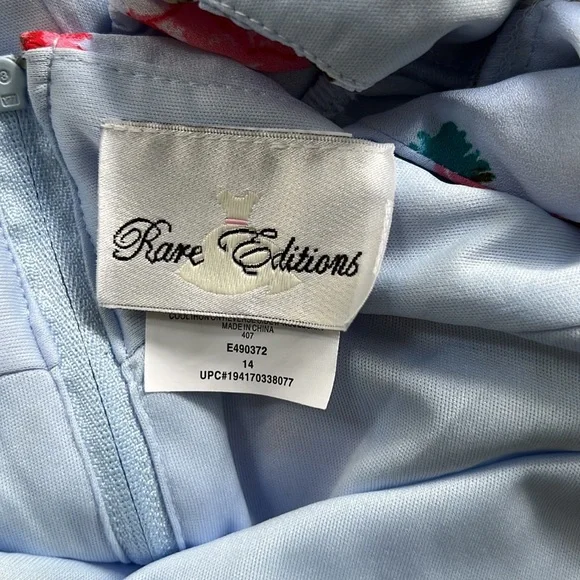 Rare Editions
MADE IN CHINA
407
E490372
14
UPC#194170338077